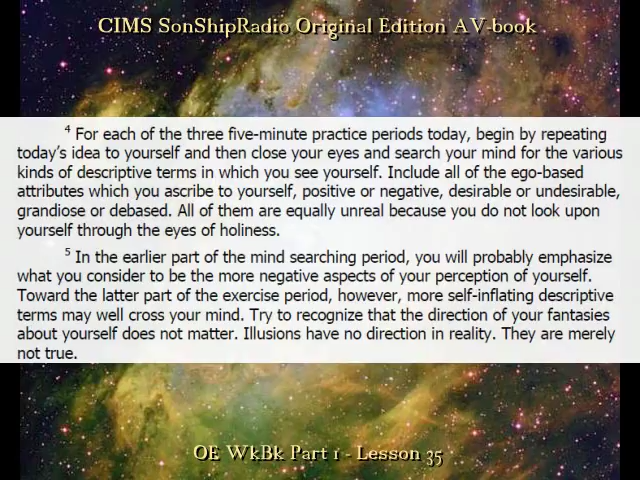 CIMS SonShipRadio Original Edition AV-book
4 For each of the three five-minute practice periods today, begin by repeating
today's idea to yourself and then close your eyes and search your mind for the various
kinds of descriptive terms in which you see yourself. Include all of the ego-based
attributes which you ascribe to yourself, positive or negative, desirable or undesirable,
grandiose or debased. All of them are equally unreal because you do not look upon
yourself through the eyes of holiness.
5 In the earlier part of the mind searching period, you will probably emphasize
what you consider to be the more negative aspects of your perception of yourself.
Toward the latter part of the exercise period, however, more self-inflating descriptive
terms may well cross your mind. Try to recognize that the direction of your fantasies
about yourself does not matter. Illusions have no direction in reality. They are merely
not true.
OE WkBk Part 1 - Lesson 35